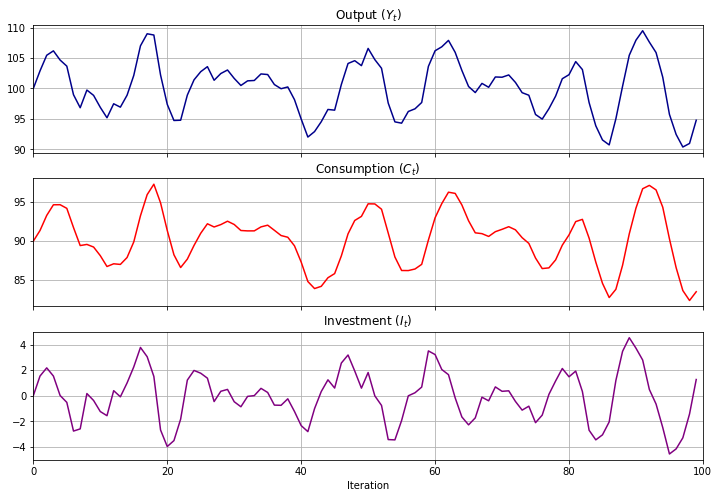 Output (Y_t)
110
105
100
95
90
Consumption (C_t)
95
90
85
Investment (I_t)
4
2
0
−2
−4
0 20 40 60 80 100
Iteration